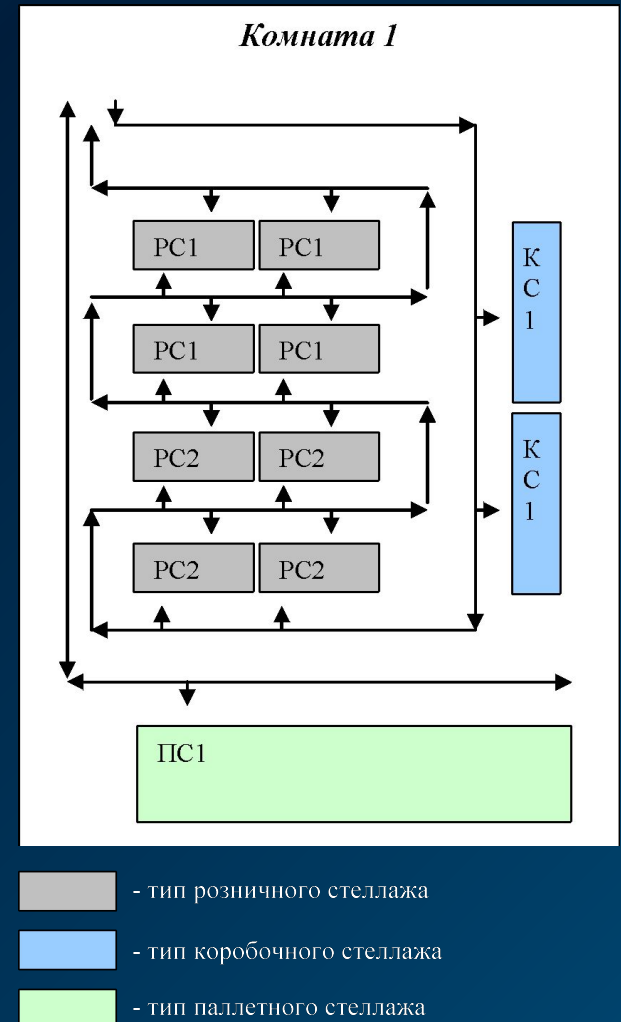 Комната 1
РС1
РС1
РС1
РС1
РС2
РС2
РС2
РС2
К
С
1
К
С
1
ПС1
- тип розничного стеллажа
- тип коробочного стеллажа
- тип паллетного стеллажа